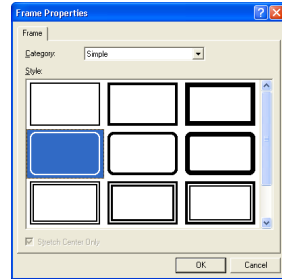 Frame Properties
Frame
Category: Simple
Style:
Stretch Center Only
OK Cancel